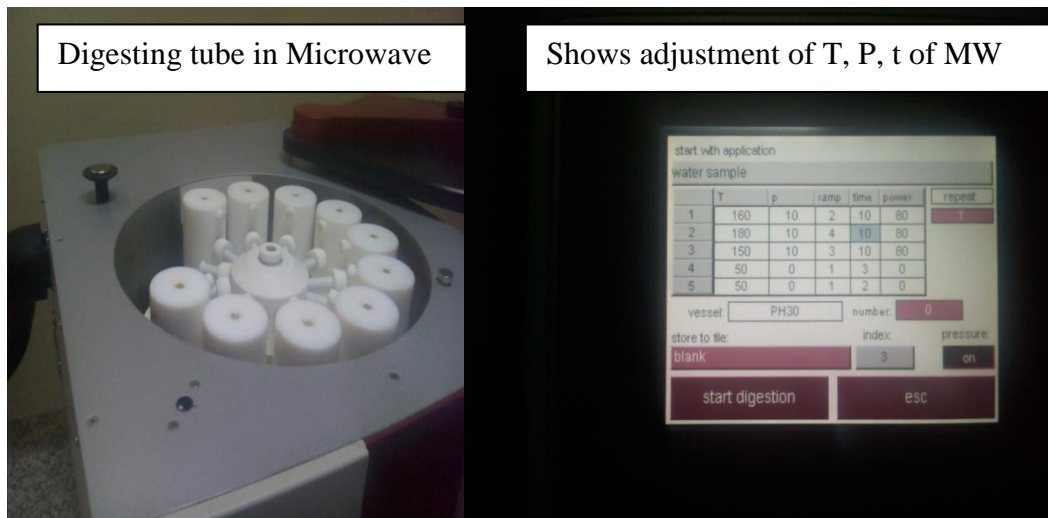 Digesting tube in Microwave
Shows adjustment of T, P, t of MW
start with application
water sample
T p ramp time power repeat:
1 160 10 2 10 80 1
2 180 10 4 10 80
3 150 10 3 10 80
4 50 0 1 3 0
5 50 0 1 2 0
vessel: PH30 number: 0
store to file: index: pressure:
blank 3 on
start digestion esc